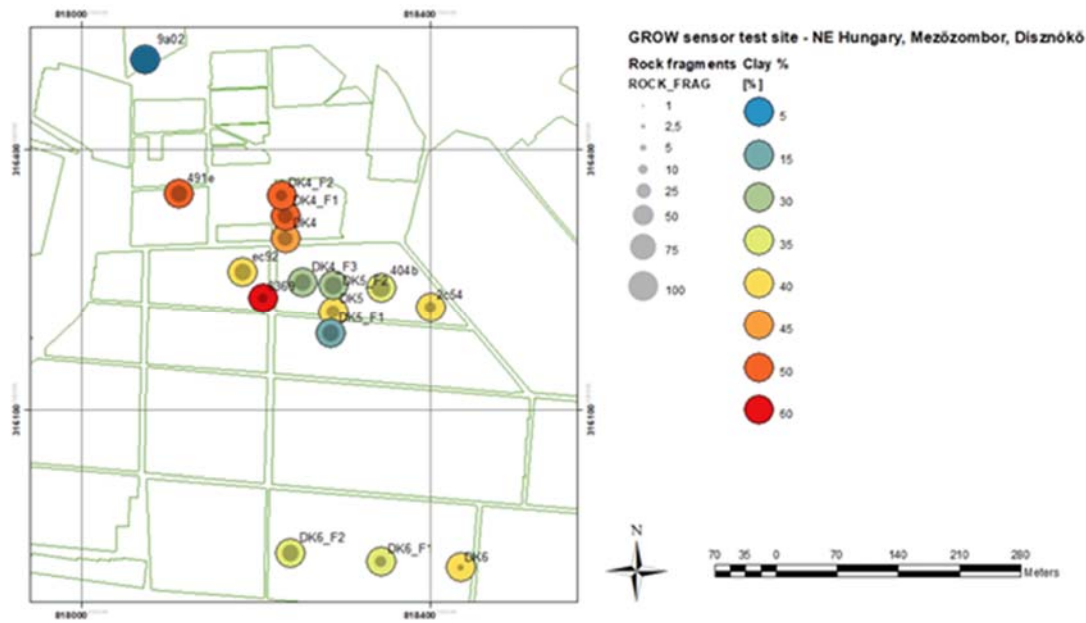 818000
818400
GROW sensor test site - NE Hungary, Mezőzombor, Disznókő
Rock fragments Clay %
ROCK_FRAG [%]
1
2,5
5
10
25
50
75
100
5
15
30
35
40
45
50
60
9a02
316400
316400
491e
DK4_F2
DK4_F1
DK4
ec92
DK4_F3
DK5_F2
404b
DK5
2c54
DK5_F1
316100
316100
DK6_F2
DK6_F1
DK6
N
70 35 0 70 140 210 280
Meters
818000
818400